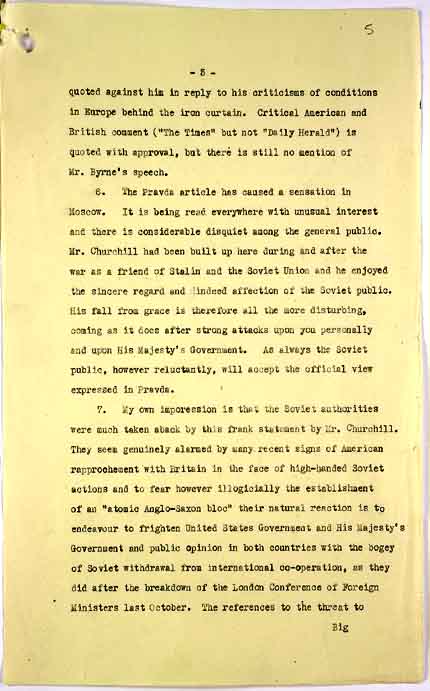 5
- 3 -
quoted against him in reply to his criticisms of conditions
in Europe behind the iron curtain. Critical American and
British comment ("The Times" but not "Daily Herald") is
quoted with approval, but there is still no mention of
Mr. Byrne's speech.
6. The Pravda article has caused a sensation in
Moscow. It is being read everywhere with unusual interest
and there is considerable disquiet among the general public.
Mr. Churchill had been built up here during and after the
war as a friend of Stalin and the Soviet Union and he enjoyed
the sincere regard and indeed affection of the Soviet public.
His fall from grace is therefore all the more disturbing,
coming as it does after strong attacks upon you personally
and upon His Majesty's Government. As always the Soviet
public, however reluctantly, will accept the official view
expressed in Pravda.
7. My own imporession is that the Soviet authorities
were much taken aback by this frank statement by Mr. Churchill.
They seem genuinely alarmed by many recent signs of American
rapprochement with Britain in the face of high-handed Soviet
actions and to fear however illogicially the establishment
of an "atomic Anglo-Saxon bloc" their natural reaction is to
endeavour to frighten United States Government and His Majesty's
Government and public opinion in both countries with the bogey
of Soviet withdrawal from international co-operation, as they
did after the breakdown of the London Conference of Foreign
Ministers last October. The references to the threat to
Big